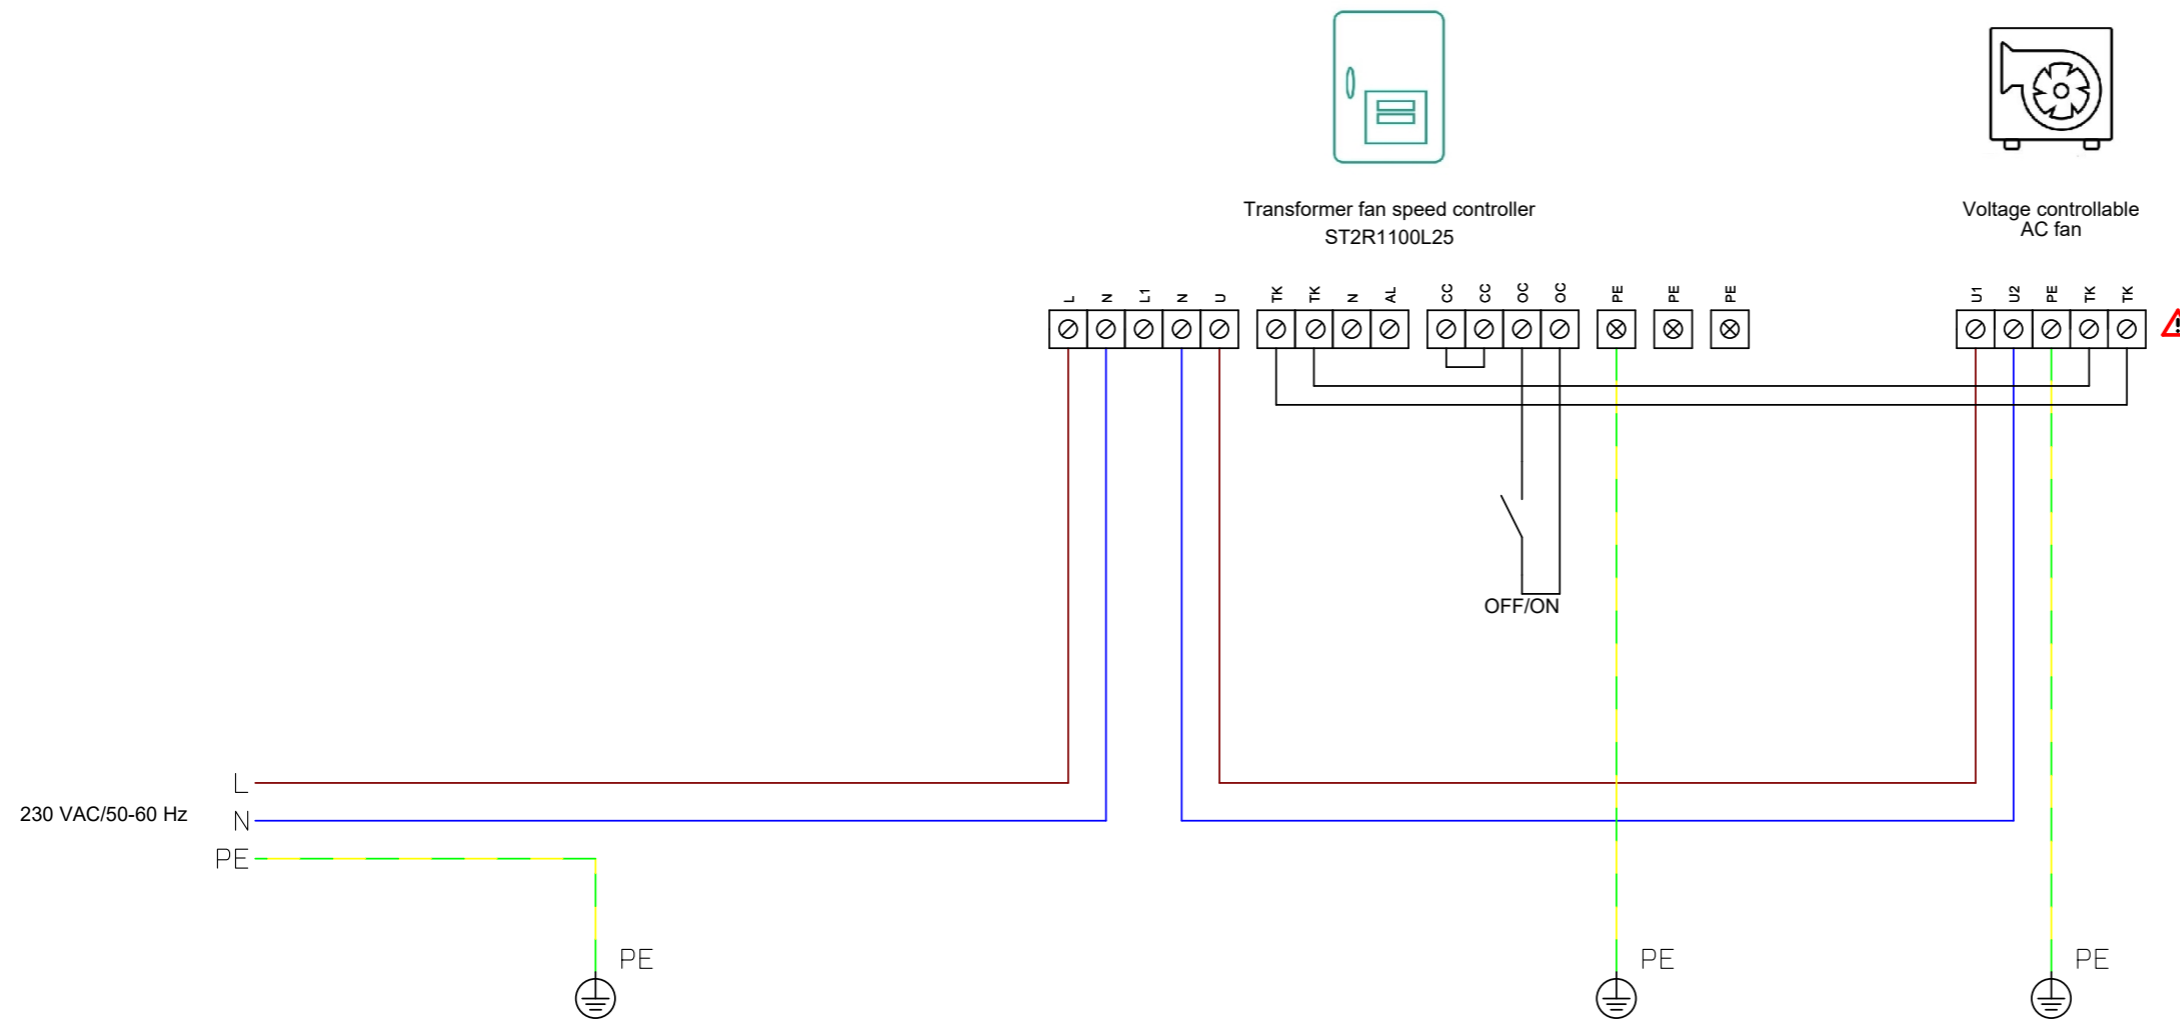 Transformer fan speed controller
ST2R1100L25
Voltage controllable
AC fan
L N L1 N U TK TK N AL CC CC OC OC PE PE PE U1 U2 PE TK TK
OFF/ON
L
230 VAC/50-60 Hz
N
PE
PE
PE
PE